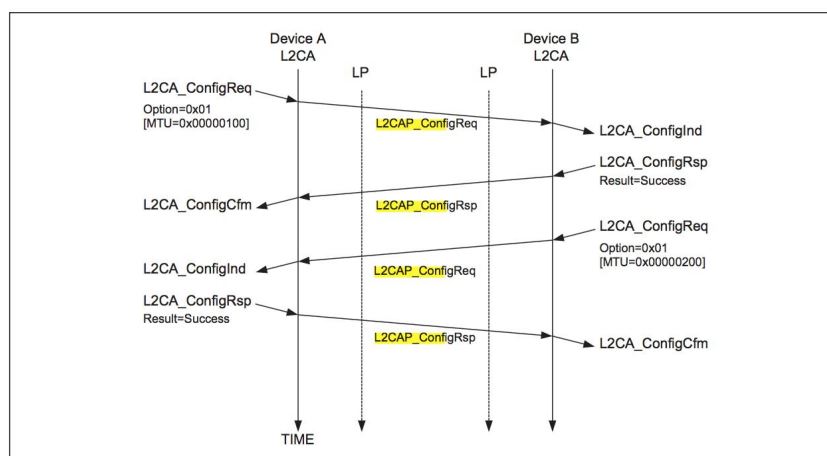 Device A
L2CA
Device B
L2CA
LP
LP
L2CA_ConfigReq
Option=0x01
[MTU=0x00000100]
L2CAP_ConfigReq
L2CA_ConfigInd
L2CA_ConfigRsp
Result=Success
L2CA_ConfigCfm
L2CAP_ConfigRsp
L2CA_ConfigReq
Option=0x01
[MTU=0x00000200]
L2CA_ConfigInd
L2CAP_ConfigReq
L2CA_ConfigRsp
Result=Success
L2CAP_ConfigRsp
L2CA_ConfigCfm
TIME